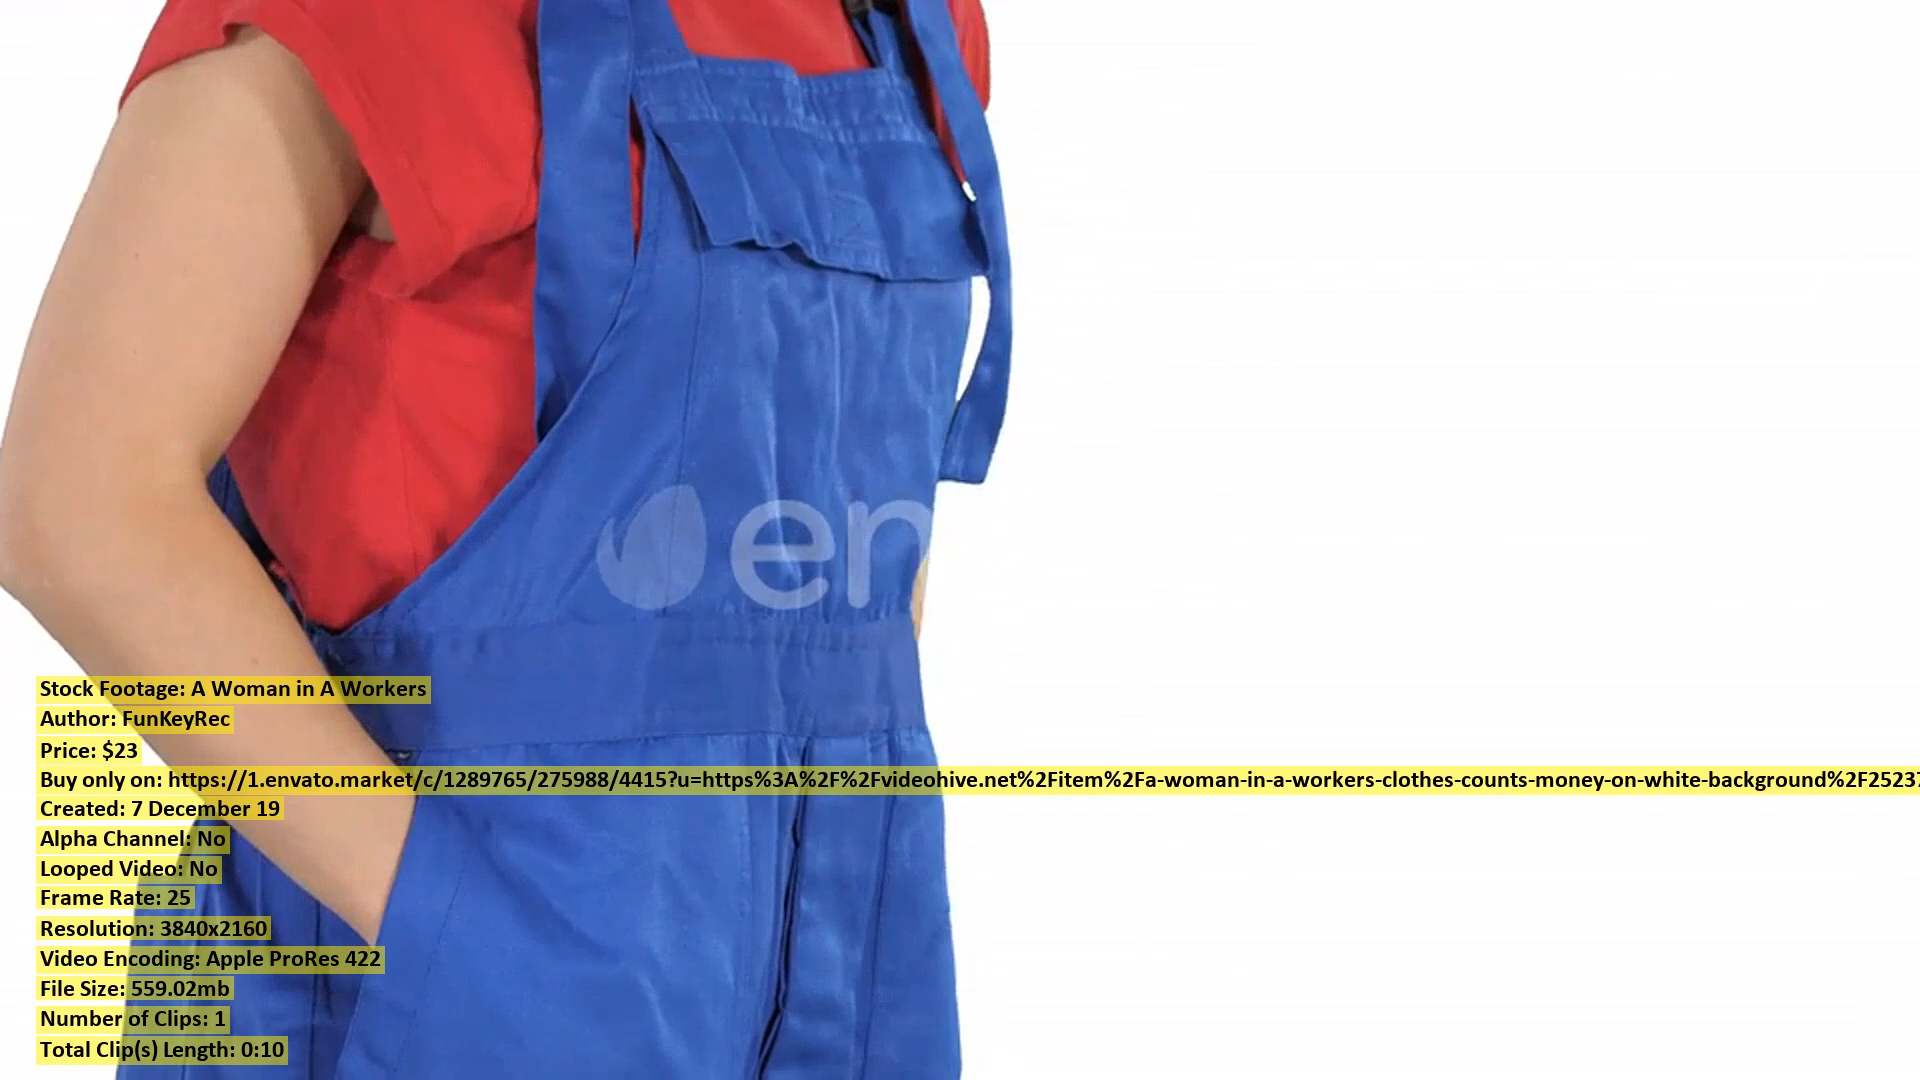 en
Stock Footage: A Woman in A Workers
Author: FunKeyRec
Price: $23
Buy only on: https://1.envato.market/c/1289765/275988/4415?u=https%3A%2F%2Fvideohive.net%2Fitem%2Fa-woman-in-a-workers-clothes-counts-money-on-white-background%2F25237
Created: 7 December 19
Alpha Channel: No
Looped Video: No
Frame Rate: 25
Resolution: 3840x2160
Video Encoding: Apple ProRes 422
File Size: 559.02mb
Number of Clips: 1
Total Clip(s) Length: 0:10